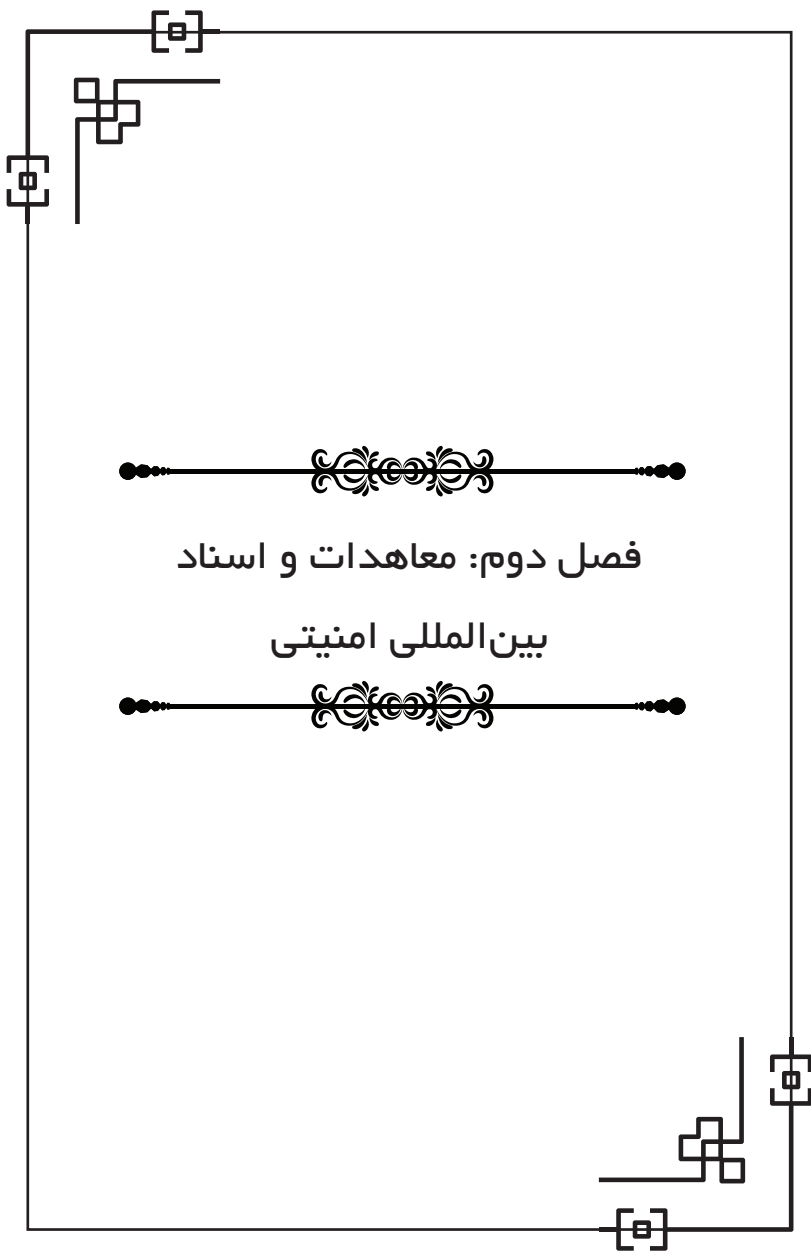 فصل دوم: معاهدات و اسناد
بین‌المللی امنیتی